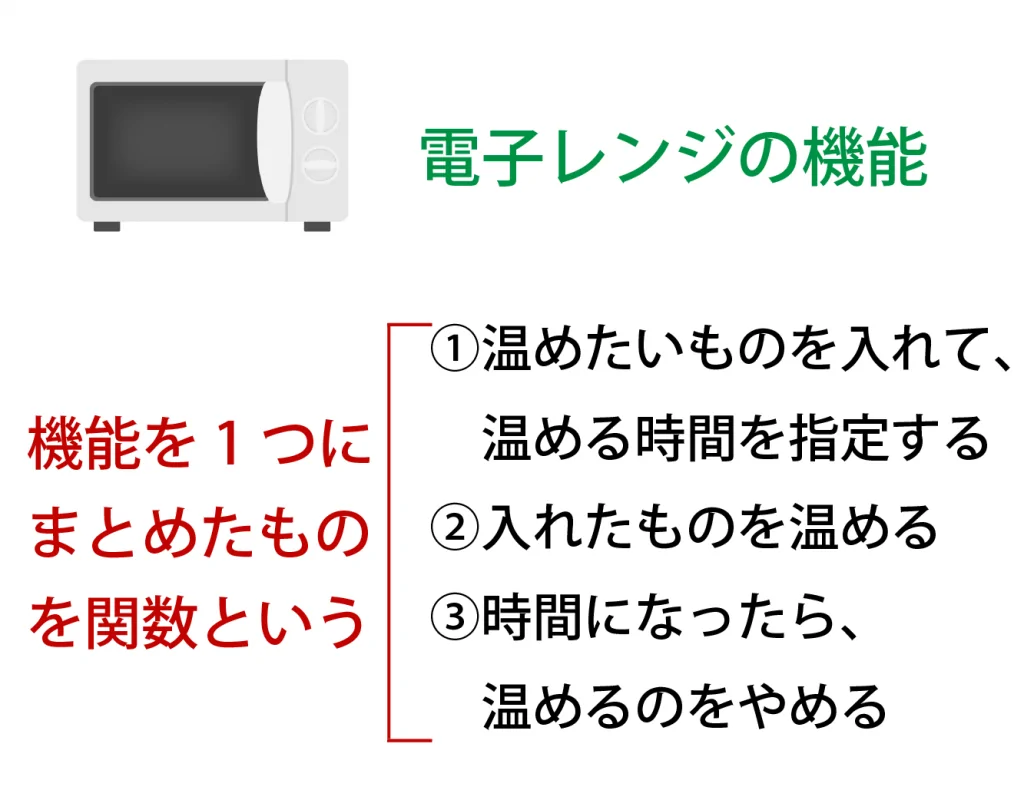 電子レンジの機能
①温めたいものを入れて、
温める時間を指定する
②入れたものを温める
③時間になったら、
温めるのをやめる
機能を1つに
まとめたもの
を関数という